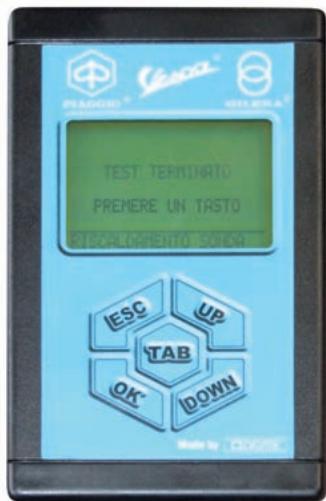 PIAGGIO® Vespa® GILERA®
TEST TERMINATO
PREMERE UN TASTO
RISCALDAMENTO SONDA
ESC UP
TAB
OK DOWN
Made by